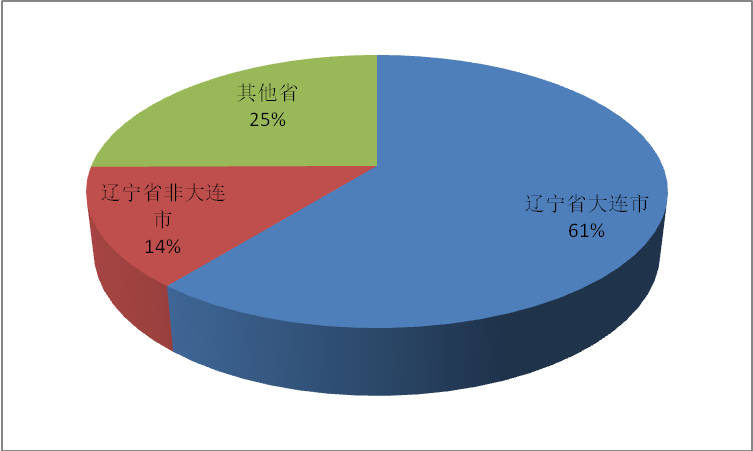 其他省
25%
辽宁省非大连
市
14%
辽宁省大连市
61%